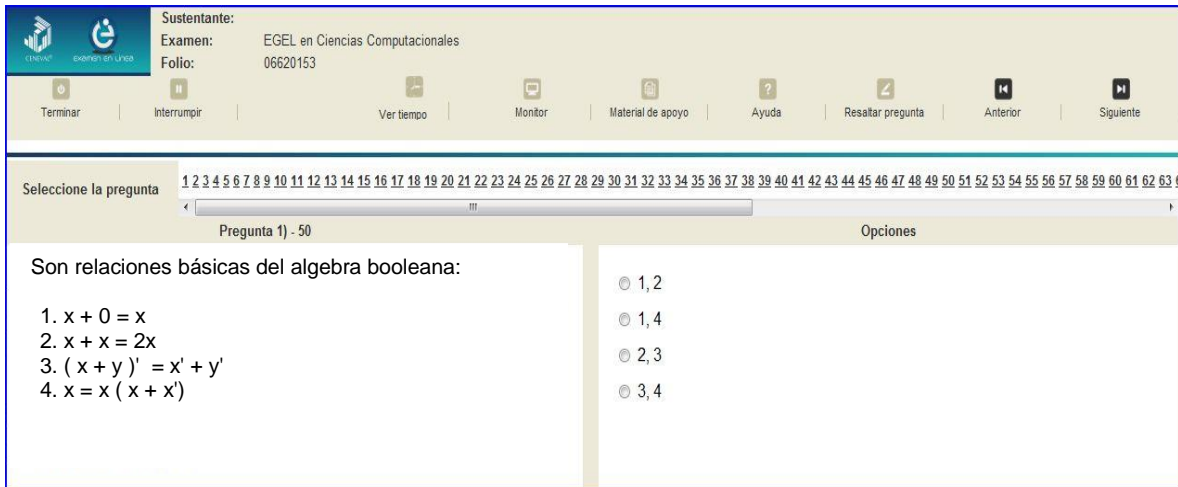 Sustentante:
Examen: EGEL en Ciencias Computacionales
Folio: 06620153
CENEVAL
examen en Línea
Terminar
Interrumpir
Ver tiempo
Monitor
Material de apoyo
Ayuda
Resaltar pregunta
Anterior
Siguiente
Seleccione la pregunta
1 2 3 4 5 6 7 8 9 10 11 12 13 14 15 16 17 18 19 20 21 22 23 24 25 26 27 28 29 30 31 32 33 34 35 36 37 38 39 40 41 42 43 44 45 46 47 48 49 50 51 52 53 54 55 56 57 58 59 60 61 62 63
Pregunta 1) - 50
Opciones
Son relaciones básicas del algebra booleana:
1. x + 0 = x
2. x + x = 2x
3. ( x + y )' = x' + y'
4. x = x ( x + x')
1, 2
1, 4
2, 3
3, 4